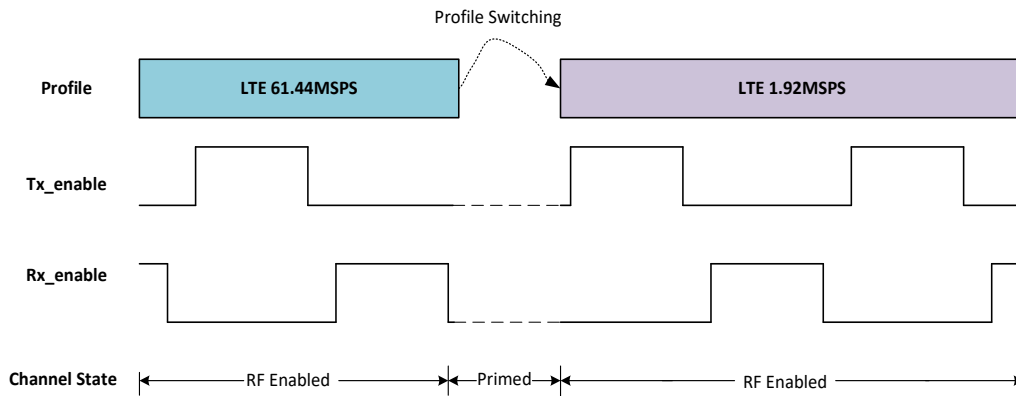 Profile Switching
Profile
LTE 61.44MSPS
LTE 1.92MSPS
Tx_enable
Rx_enable
Channel State
RF Enabled
Primed
RF Enabled